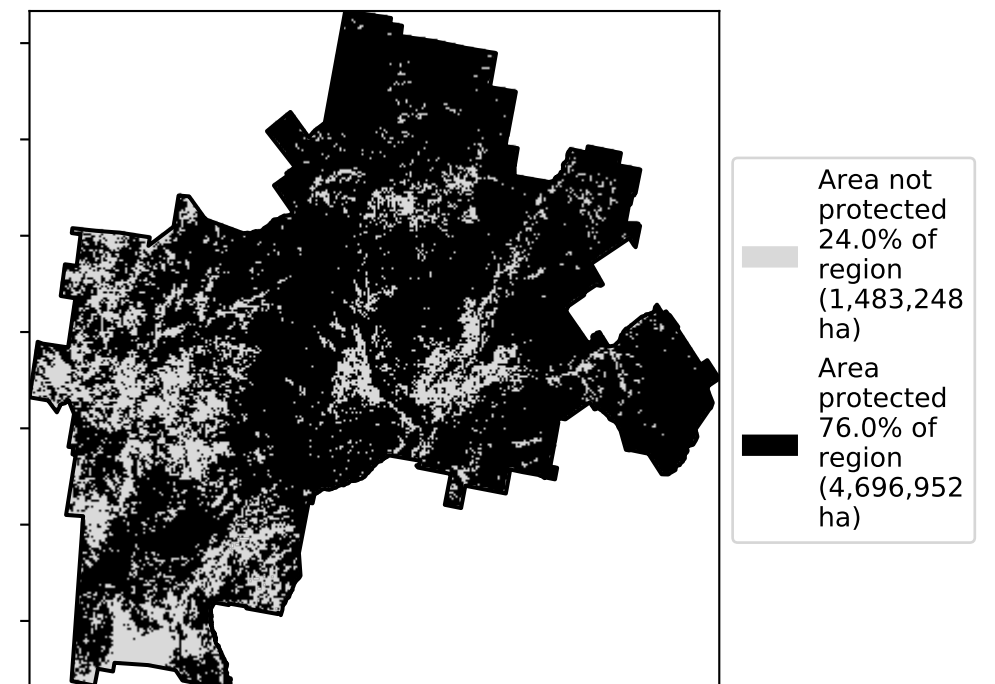 Area not
protected
24.0% of
region
(1,483,248
ha)
Area
protected
76.0% of
region
(4,696,952
ha)